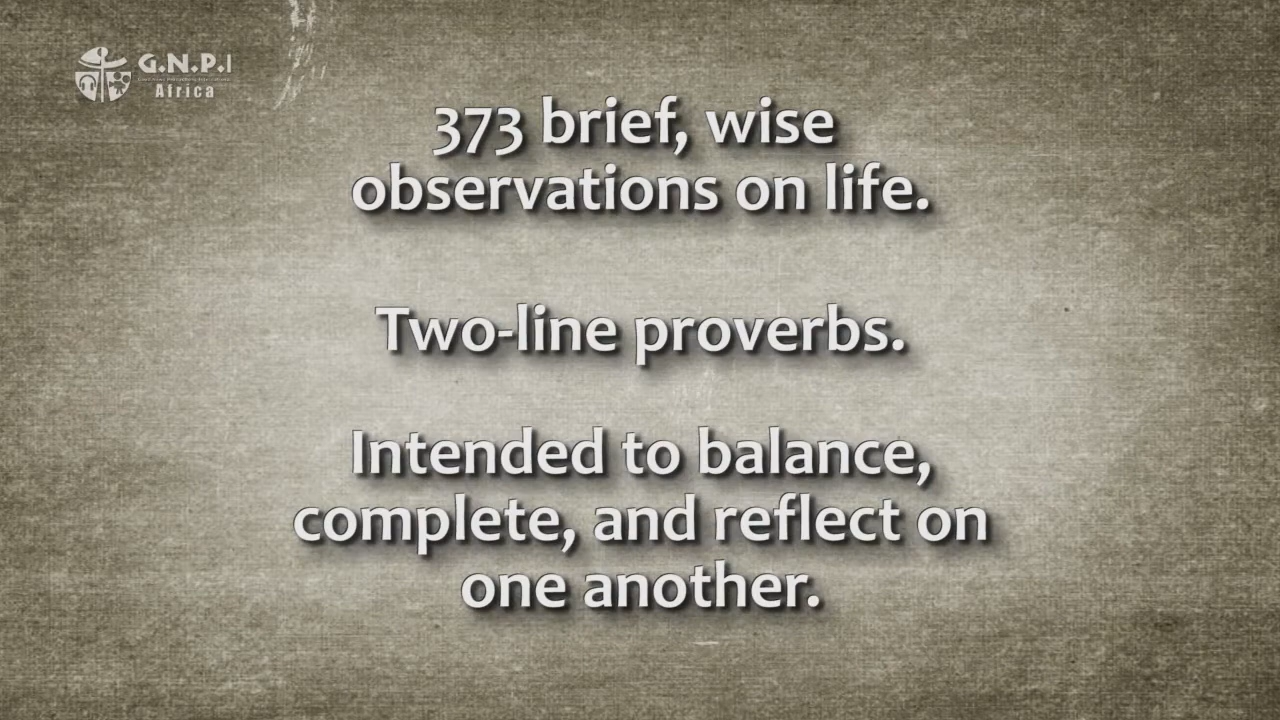 G.N.P.I
Africa
373 brief, wise
observations on life.
Two-line proverbs.
Intended to balance,
complete, and reflect on
one another.